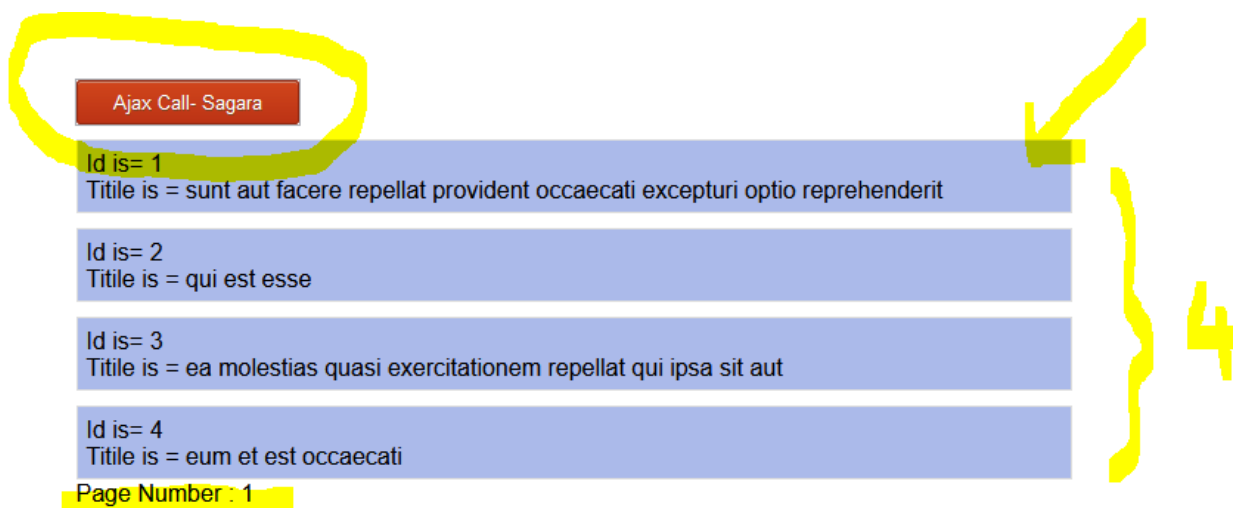 Ajax Call- Sagara
Id is= 1
Titile is = sunt aut facere repellat provident occaecati excepturi optio reprehenderit
Id is= 2
Titile is = qui est esse
Id is= 3
Titile is = ea molestias quasi exercitationem repellat qui ipsa sit aut
4
Id is= 4
Titile is = eum et est occaecati
Page Number : 1